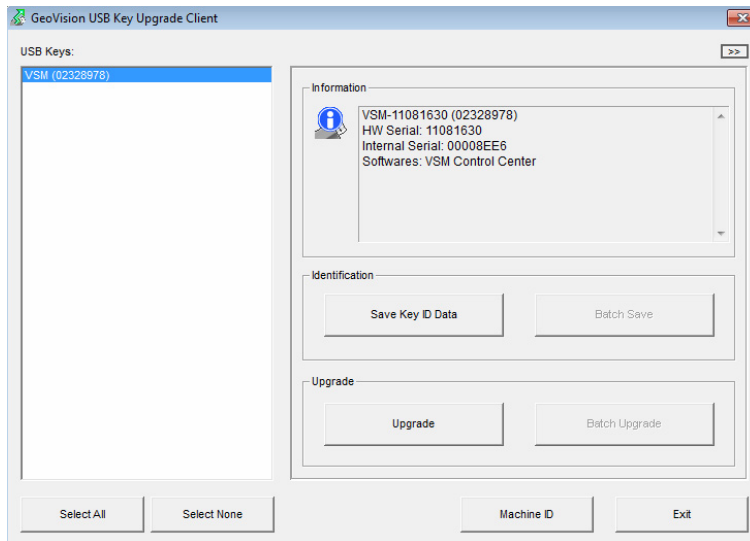 GeoVision USB Key Upgrade Client
USB Keys:
>>
VSM (02328978)
Information
VSM-11081630 (02328978)
HW Serial: 11081630
Internal Serial: 00008EE6
Softwares: VSM Control Center
Identification
Save Key ID Data
Batch Save
Upgrade
Upgrade
Batch Upgrade
Select All
Select None
Machine ID
Exit